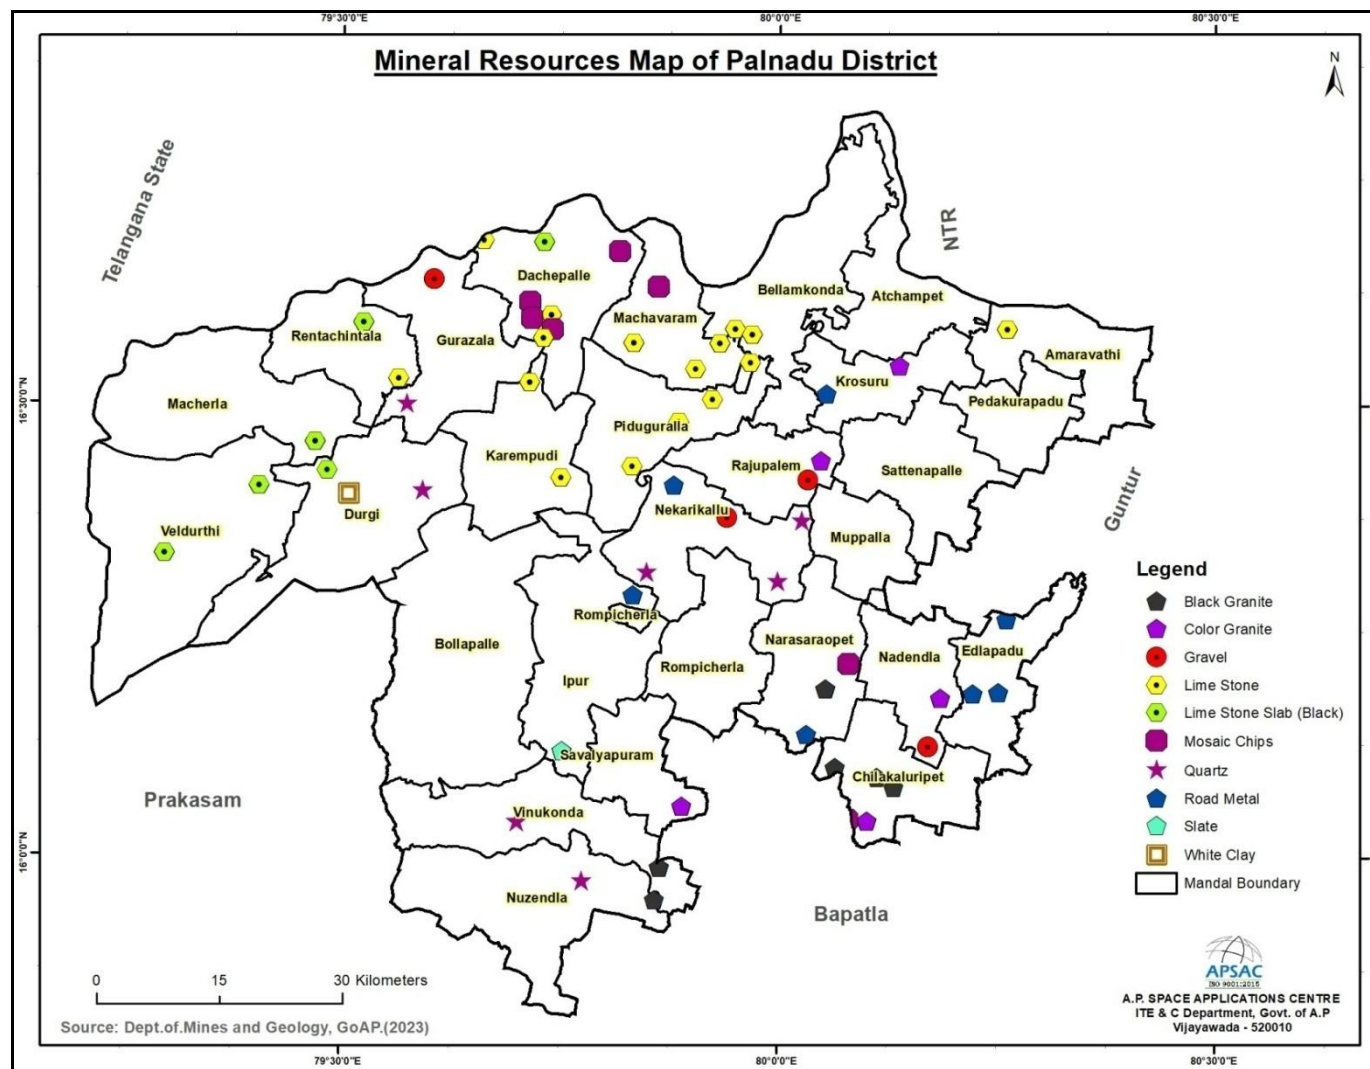 79°30'0"E
80°0'0"E
80°30'0"E
Mineral Resources Map of Palnadu District
N
Telangana State
NTR
Dachepalle
Bellamkonda
Atchampet
Machavaram
Rentachintala
Gurazala
Amaravathi
Krosuru
16°30'0"N
Macherla
Pedakurapadu
Piduguralla
Karempudi
Rajupalem
Sattenapalle
Guntur
Durgi
Nekarikallu
Veldurthi
Muppalla
Rompicherla
Bollapalle
Narasaraopet
Nadendla
Edlapadu
Ipur
Rompicherla
Savalyapuram
Chilakaluripet
Prakasam
Vinukonda
16°0'0"N
Nuzendla
Bapatla
Legend
Black Granite
Color Granite
Gravel
Lime Stone
Lime Stone Slab (Black)
Mosaic Chips
Quartz
Road Metal
Slate
White Clay
Mandal Boundary
0 15 30 Kilometers
Source: Dept.of.Mines and Geology, GoAP.(2023)
APSAC
ISO 9001:2015
A.P. SPACE APPLICATIONS CENTRE
ITE & C Department, Govt. of A.P
Vijayawada - 520010
79°30'0"E
80°0'0"E
80°30'0"E